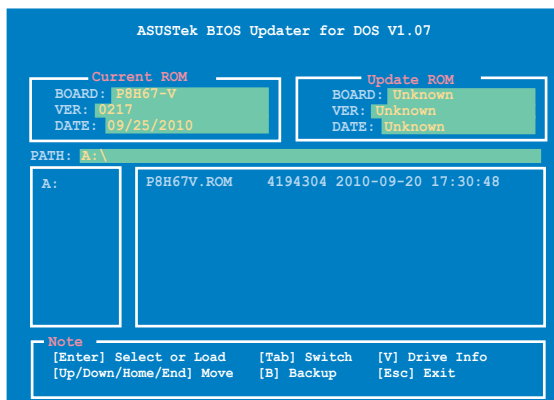 ASUSTek BIOS Updater for DOS V1.07
Current ROM
BOARD: P8H67-V
VER: 0217
DATE: 09/25/2010
Update ROM
BOARD: Unknown
VER: Unknown
DATE: Unknown
PATH: A:\
A:
P8H67V.ROM 4194304 2010-09-20 17:30:48
Note
[Enter] Select or Load [Tab] Switch [V] Drive Info
[Up/Down/Home/End] Move [B] Backup [Esc] Exit